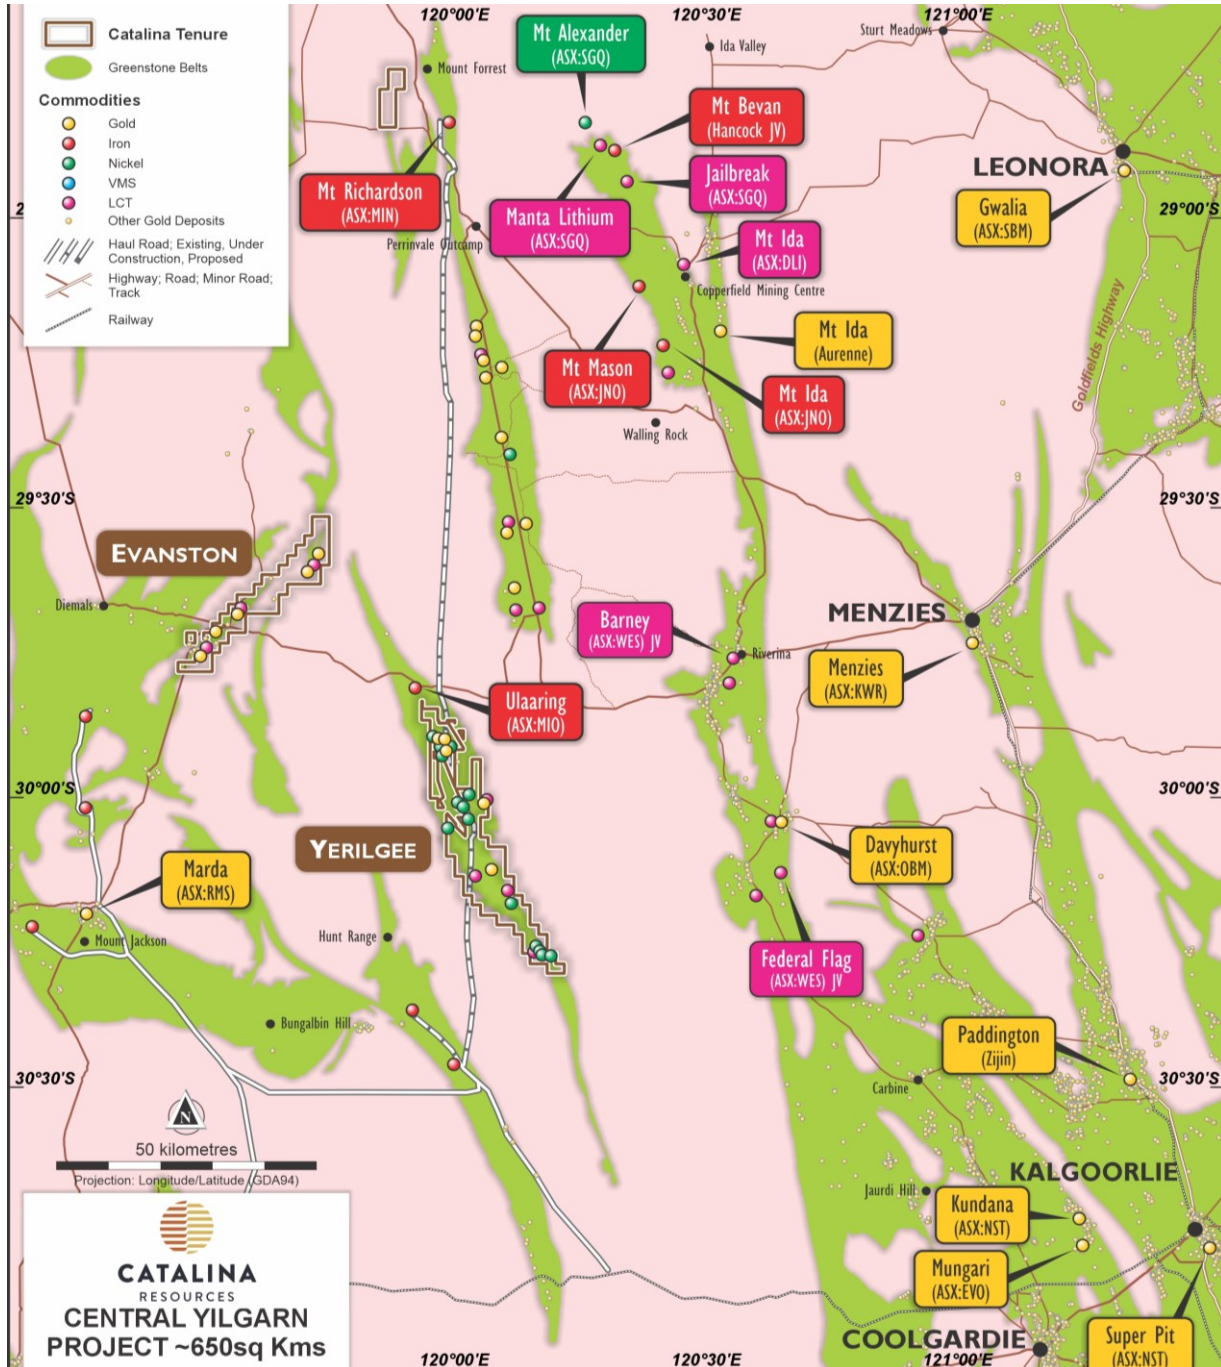 120°00'E
120°30'E
121°00'E
Catalina Tenure
Greenstone Belts
Commodities
Gold
Iron
Nickel
VMS
LCT
Other Gold Deposits
Haul Road; Existing, Under
Construction, Proposed
Highway; Road; Minor Road;
Track
Railway
Mt Alexander
(ASX:SGQ)
Sturt Meadows
Ida Valley
Mount Forrest
Mt Bevan
(Hancock JV)
LEONORA
Mt Richardson
(ASX:MIN)
Jailbreak
(ASX:SGQ)
Gwalia
(ASX:SBM)
29°00'S
Manta Lithium
(ASX:SGQ)
Perrinvale Outcamp
Mt Ida
(ASX:DLI)
Copperfield Mining Centre
Goldfields Highway
Mt Ida
(Aurenne)
Mt Mason
(ASX:JNO)
Mt Ida
(ASX:JNO)
Walling Rock
29°30'S
29°30'S
EVANSTON
Diemals
Barney
(ASX:WES) JV
Riverina
MENZIES
Menzies
(ASX:KWR)
Ulaaring
(ASX:MIO)
30°00'S
30°00'S
YERILGEE
Davyhurst
(ASX:OBM)
Marda
(ASX:RMS)
Mount Jackson
Hunt Range
Federal Flag
(ASX:WES) JV
Bungalbin Hill
Paddington
(Zijin)
Carbine
30°30'S
30°30'S
N
50 kilometres
Projection: Longitude/Latitude (GDA94)
KALGOORLIE
Jaurdi Hill
Kundana
(ASX:NST)
Mungari
(ASX:EVO)
CATALINA
RESOURCES
CENTRAL YILGARN
PROJECT ~650sq Kms
COOLGARDIE
Super Pit
(ASX:NST)
120°00'E
120°30'E
121°00'E